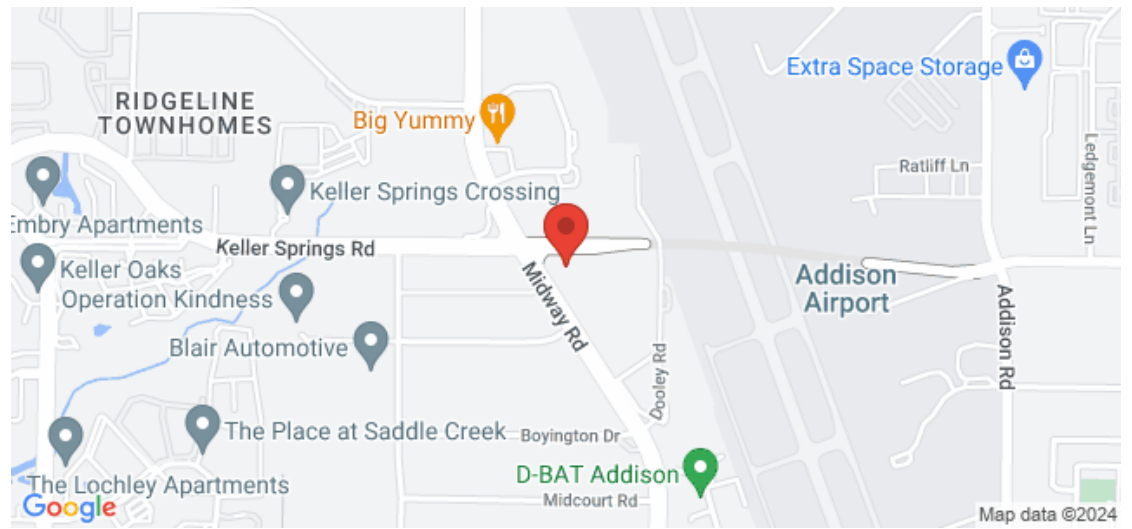 Extra Space Storage
RIDGELINE
TOWNHOMES
Big Yummy
Ratliff Ln
Ledgemont Ln
Keller Springs Crossing
Embry Apartments
Keller Springs Rd
Keller Oaks
Addison
Airport
Operation Kindness
Midway Rd
Addison Rd
Blair Automotive
Dooley Rd
The Place at Saddle Creek
Boyington Dr
D-BAT Addison
The Lochley Apartments
Midcourt Rd
Google
Map data ©2024